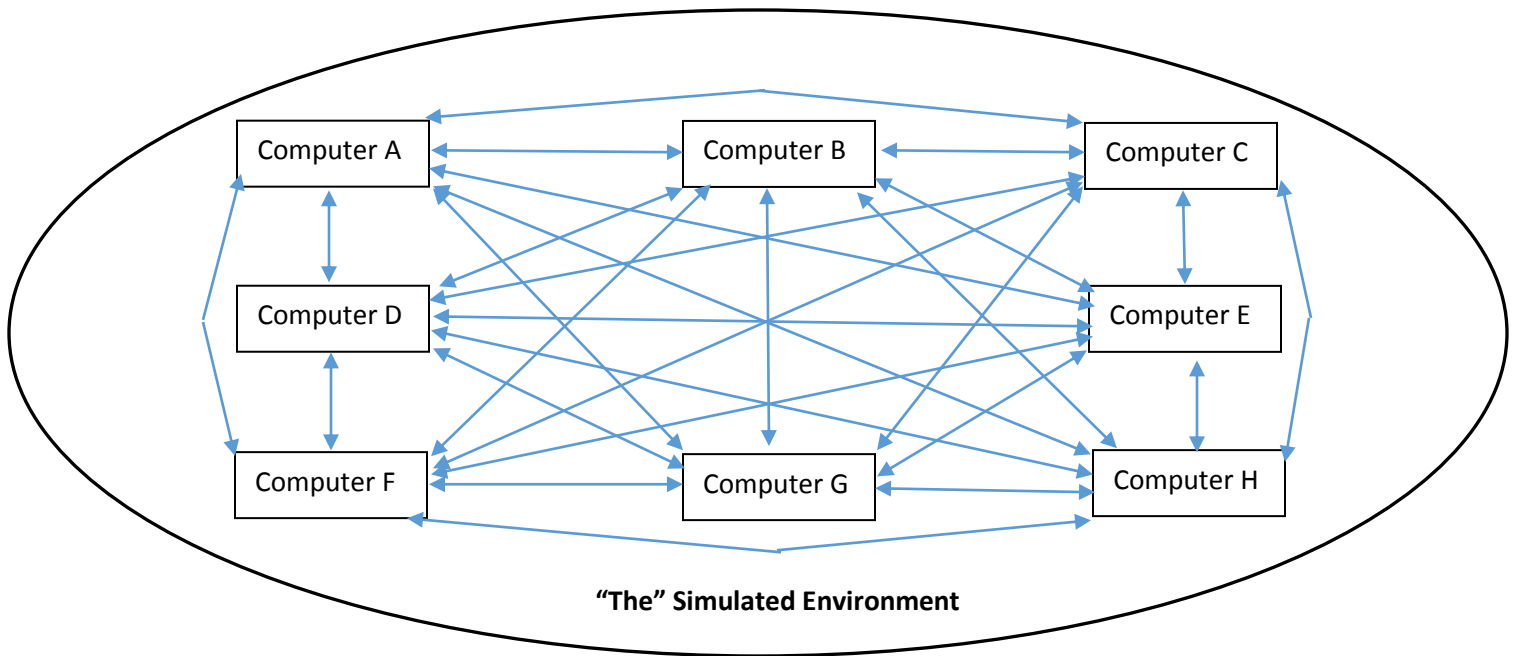 Computer A
Computer B
Computer C
Computer D
Computer E
Computer F
Computer G
Computer H
“The” Simulated Environment